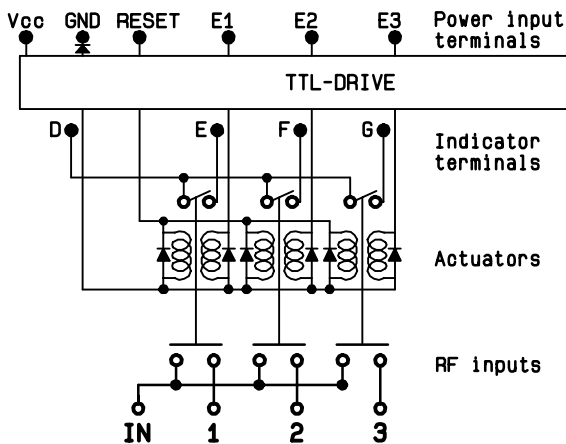 Vcc GND RESET E1 E2 E3 Power input
terminals
TTL-DRIVE
D E F G Indicator
terminals
Actuators
RF inputs
IN 1 2 3